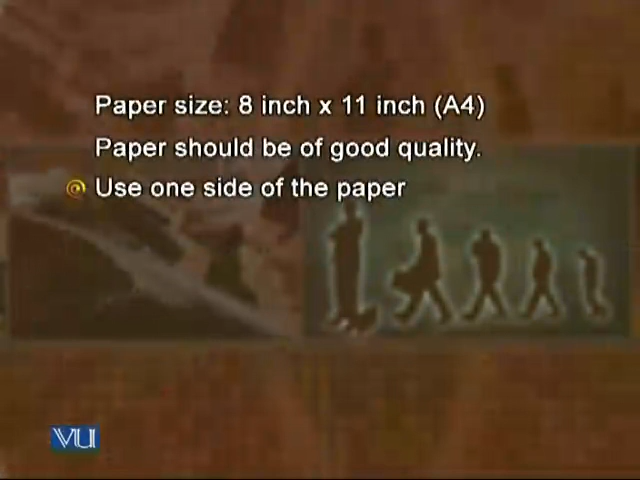 Paper size: 8 inch x 11 inch (A4)
Paper should be of good quality.
Use one side of the paper
VU